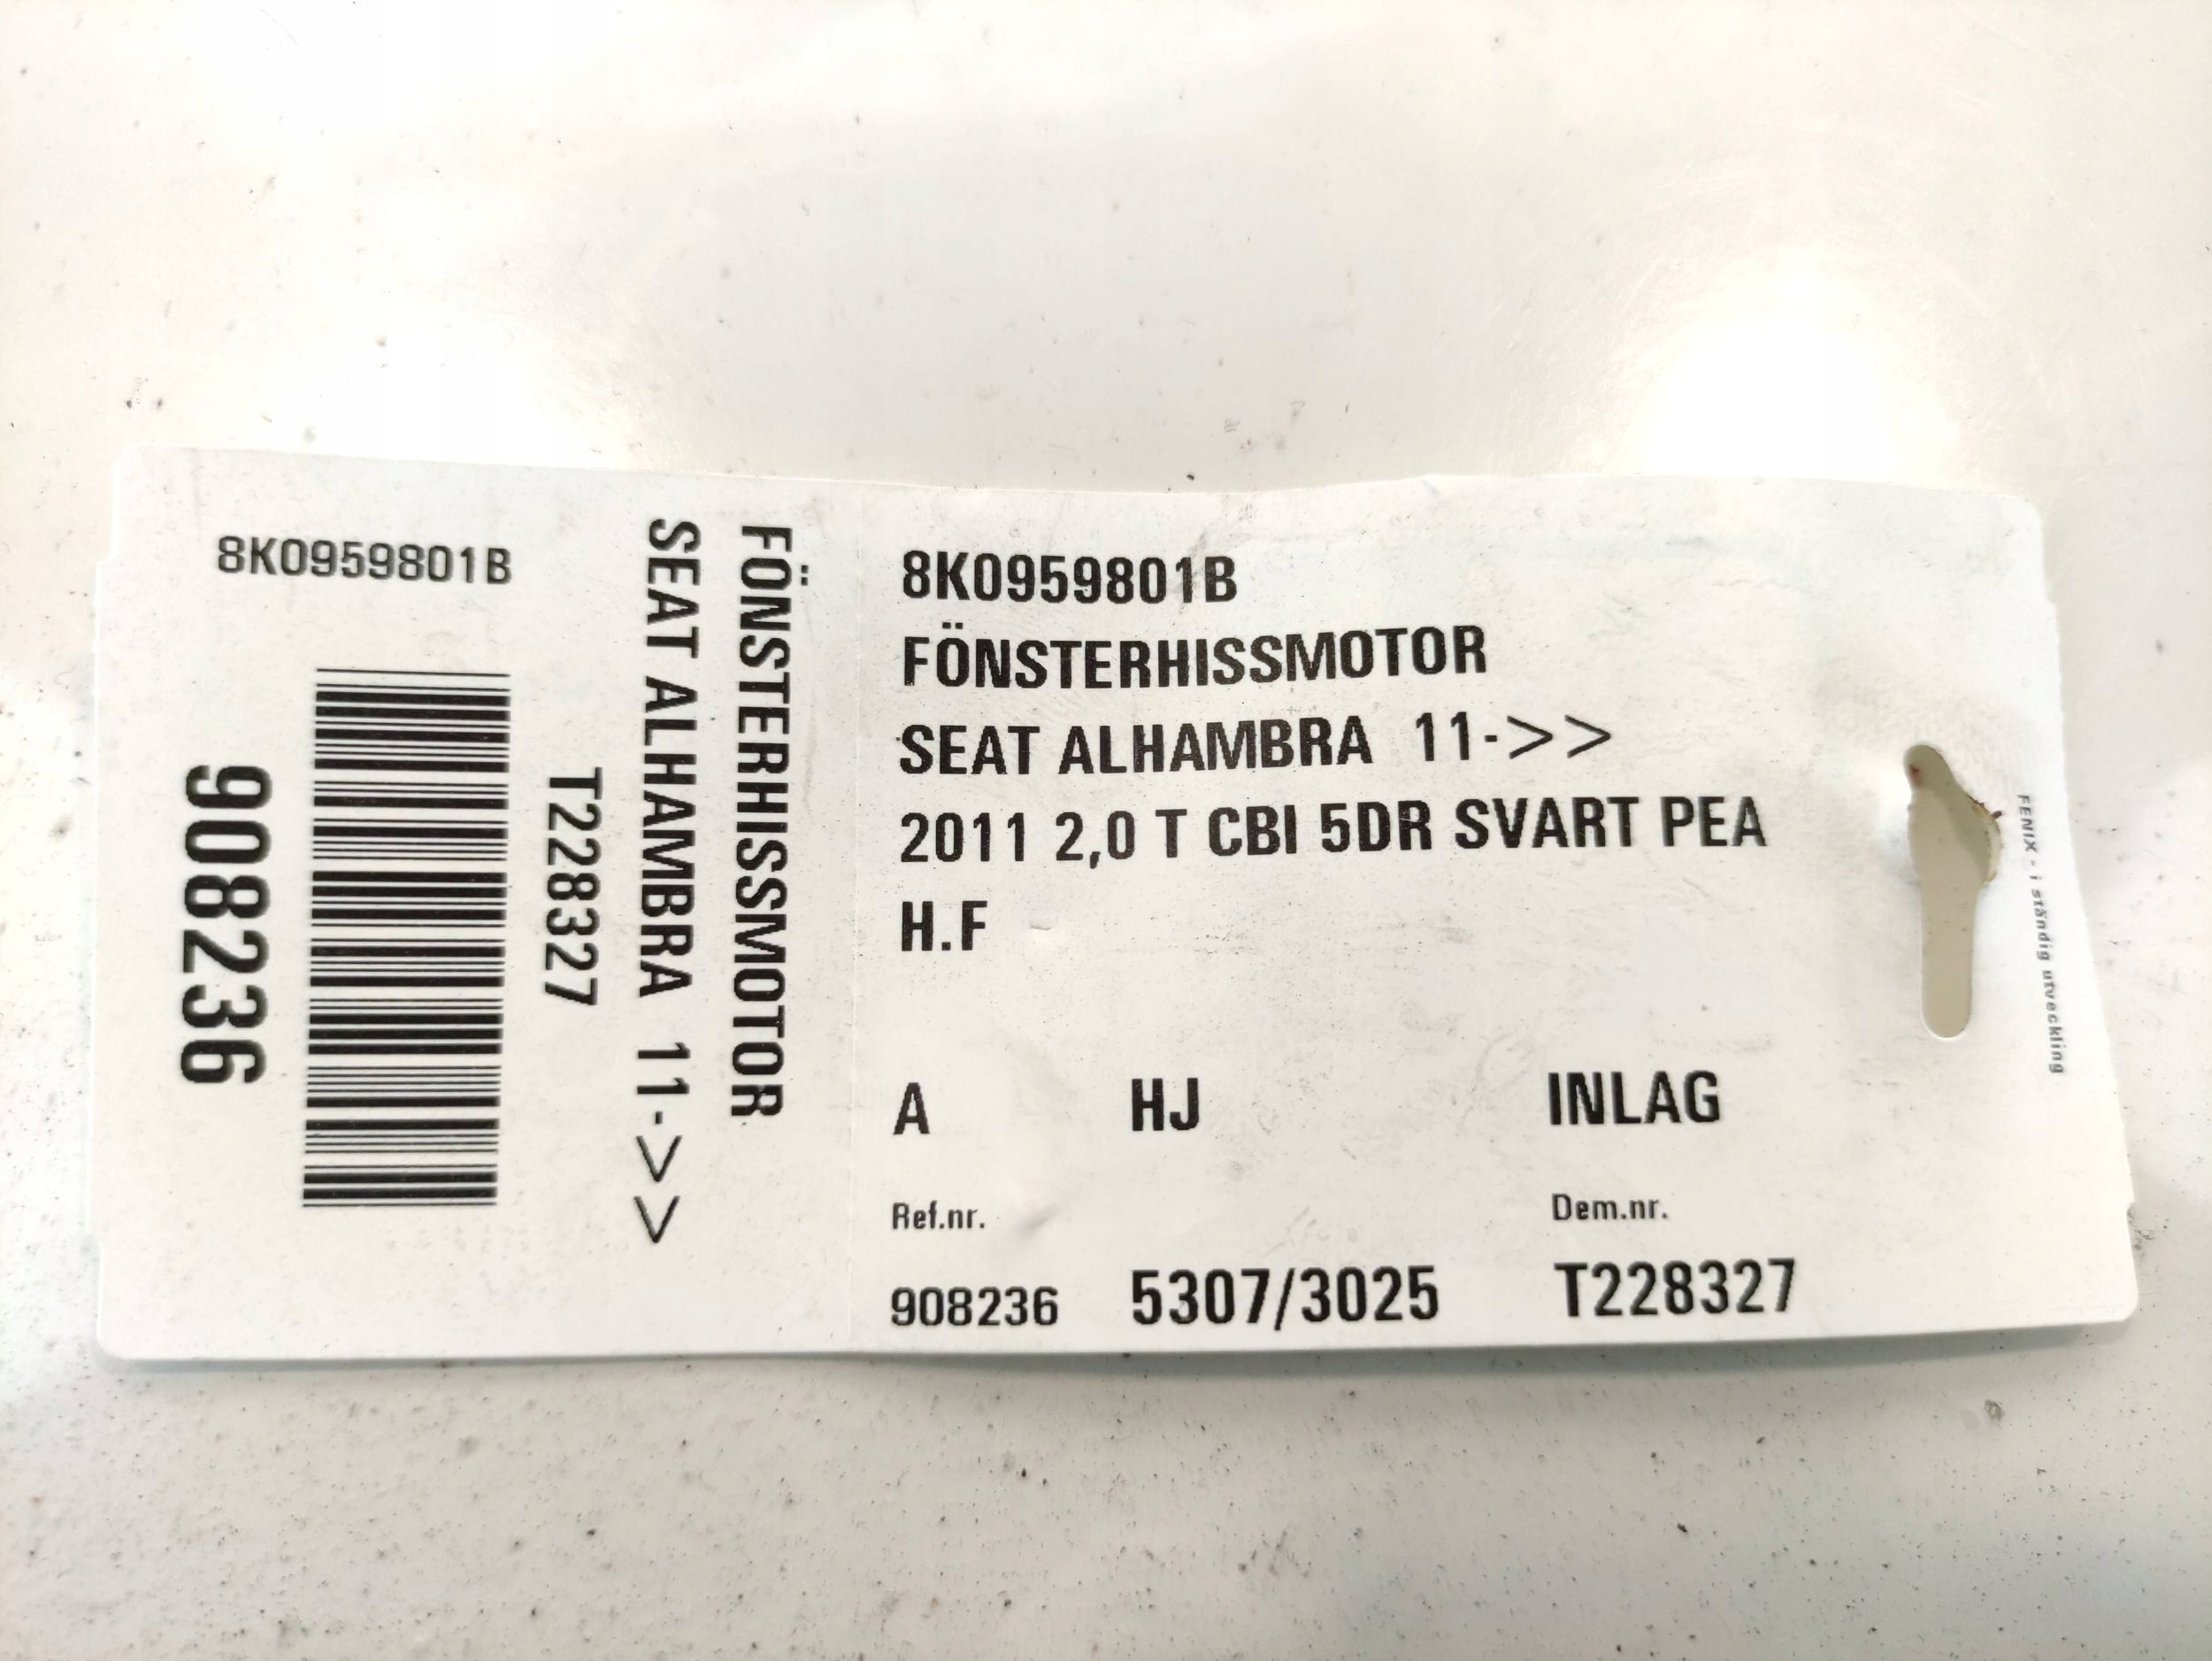 8K0959801B
908236
T228327
SEAT ALHAMBRA 11->>
FÖNSTERHISSMOTOR
8K0959801B
FÖNSTERHISSMOTOR
SEAT ALHAMBRA 11->>
2011 2,0 T CBI 5DR SVART PEA
H.F
A HJ INLAG
Ref.nr. Dem.nr.
908236 5307/3025 T228327
FENIX - i ständig utveckling